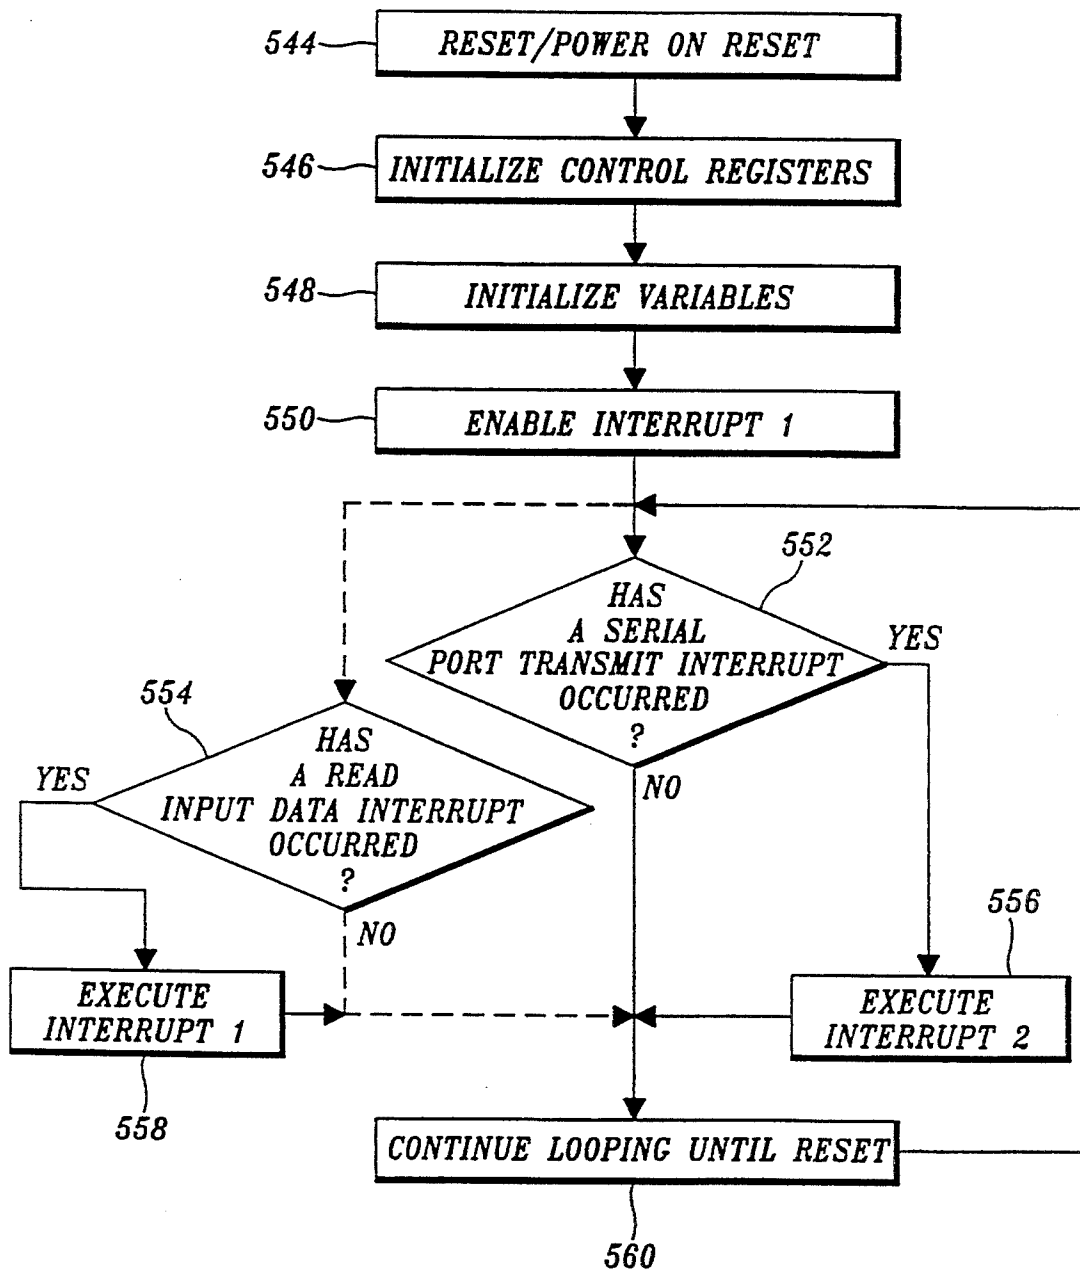 544
RESET/POWER ON RESET
546
INITIALIZE CONTROL REGISTERS
548
INITIALIZE VARIABLES
550
ENABLE INTERRUPT 1
552
HAS
A SERIAL
PORT TRANSMIT INTERRUPT
OCCURRED
?
YES
NO
554
HAS
A READ
INPUT DATA INTERRUPT
OCCURRED
?
YES
NO
556
EXECUTE
INTERRUPT 2
EXECUTE
INTERRUPT 1
558
CONTINUE LOOPING UNTIL RESET
560